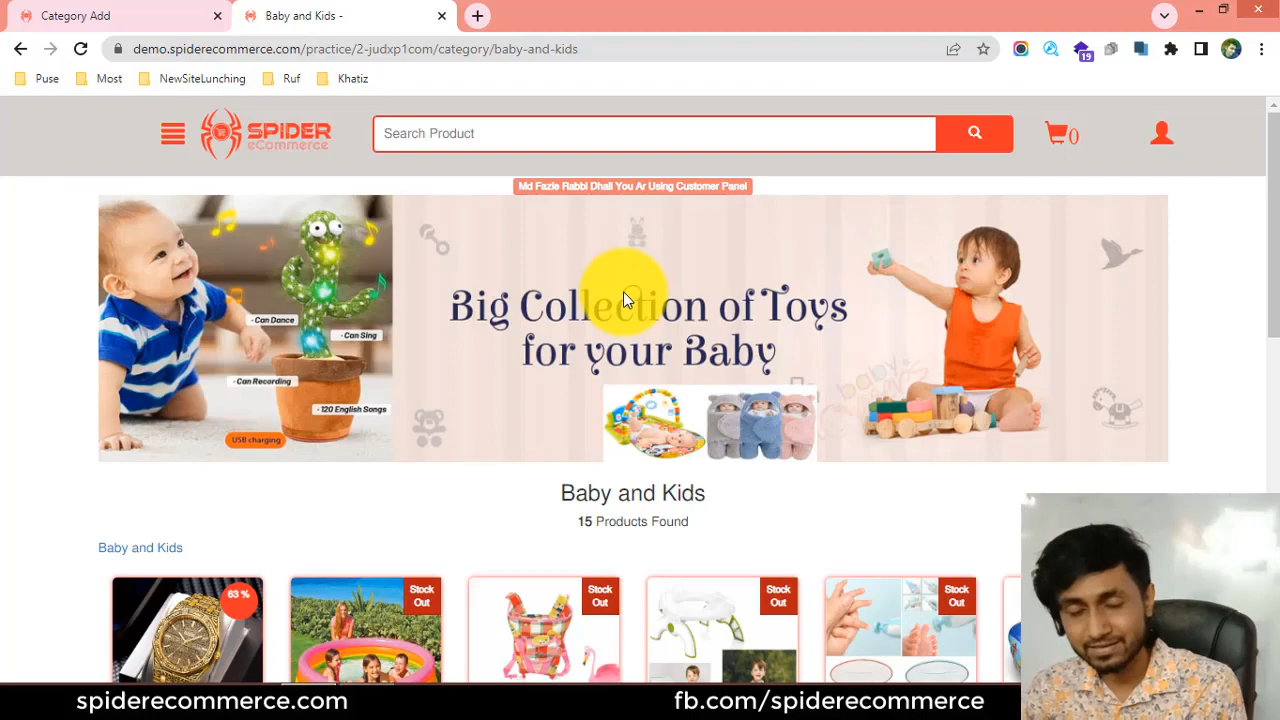 Category Add
Baby and Kids -
demo.spiderecommerce.com/practice/2-judxp1com/category/baby-and-kids
19
Puse
Most
NewSiteLunching
Ruf
Khatiz
SPIDER
eCommerce
Search Product
0
Md Fazle Rabbi Dhali You Ar Using Customer Panel
- Can Dance
- Can Sing
- Can Recording
- 120 English Songs
USB charging
Big Collection of Toys
for your Baby
Baby and Kids
15 Products Found
Baby and Kids
63 %
Stock
Out
Stock
Out
Stock
Out
Stock
Out
spiderecommerce.com
fb.com/spiderecommerce